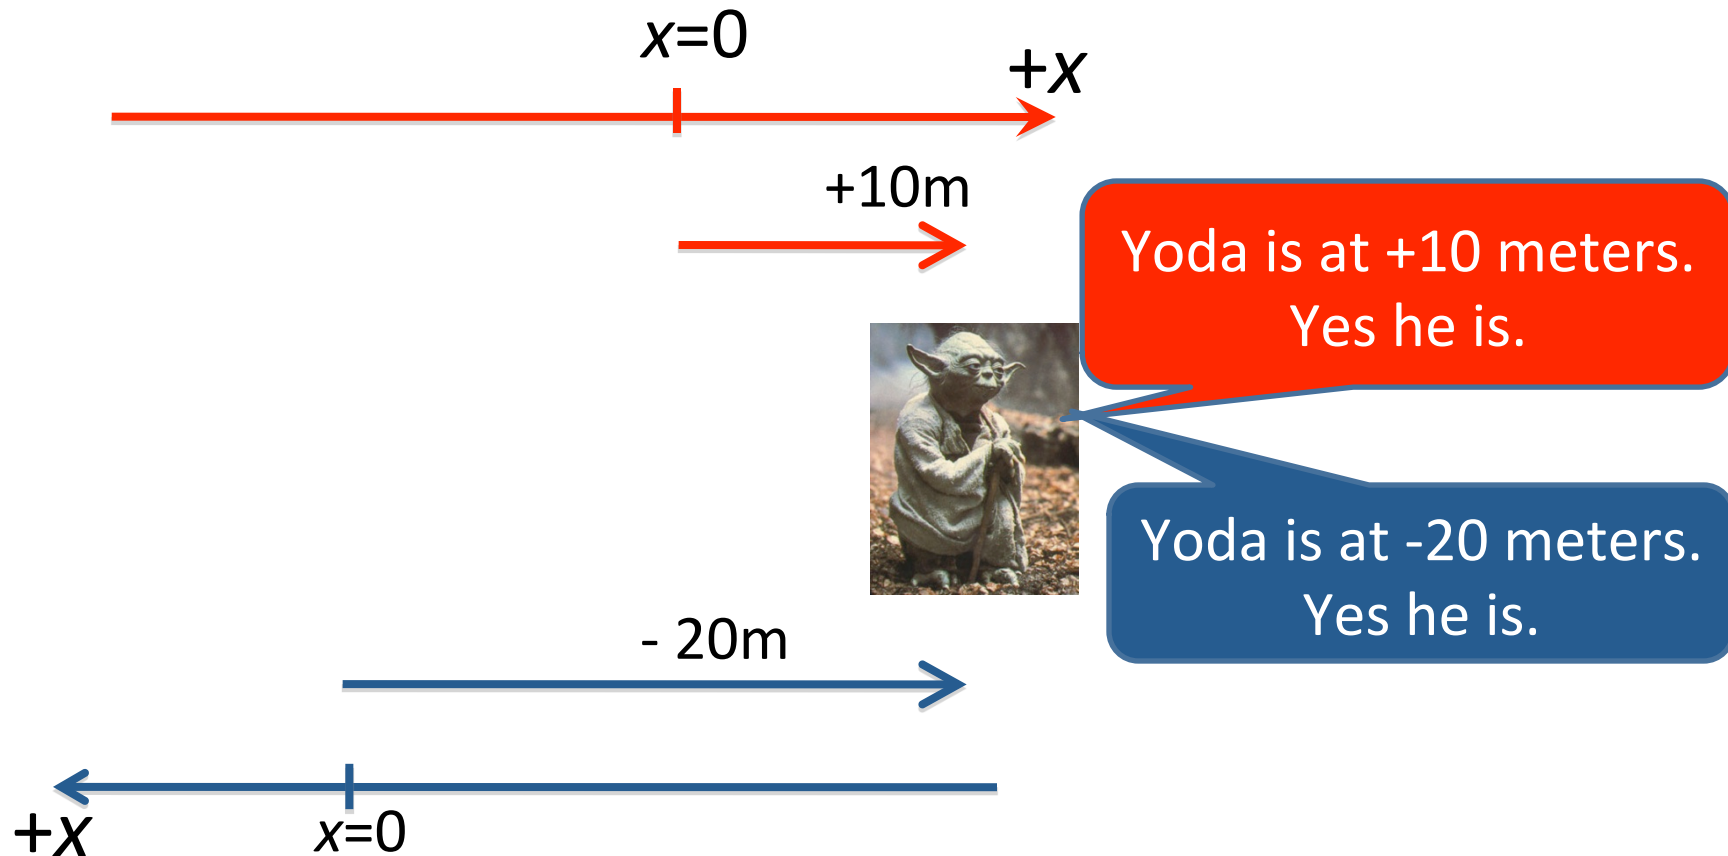 x=0
+x
+10m
Yoda is at +10 meters.
Yes he is.
Yoda is at -20 meters.
Yes he is.
- 20m
+x
x=0